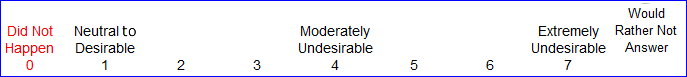 Would
Did Not Neutral to Moderately Extremely Rather Not
Happen Desirable Undesirable Undesirable Answer
0 1 2 3 4 5 6 7